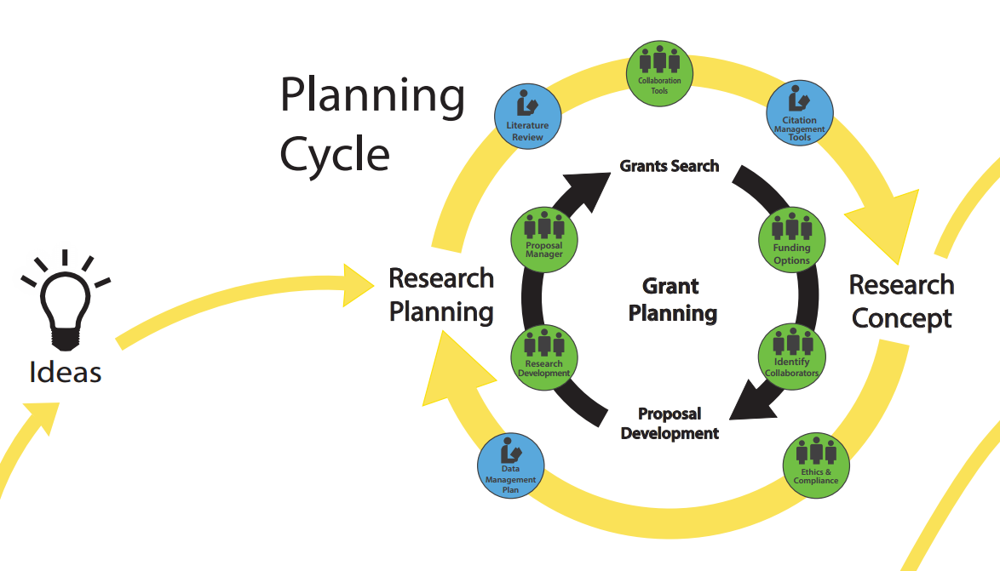 Planning
Cycle
Collaboration
Tools
Literature
Review
Citation
Management
Tools
Grants Search
Proposal
Manager
Funding
Options
Research
Planning
Grant
Planning
Research
Concept
Ideas
Research
Development
Identify
Collaborators
Proposal
Development
Data
Management
Plan
Ethics &
Compliance